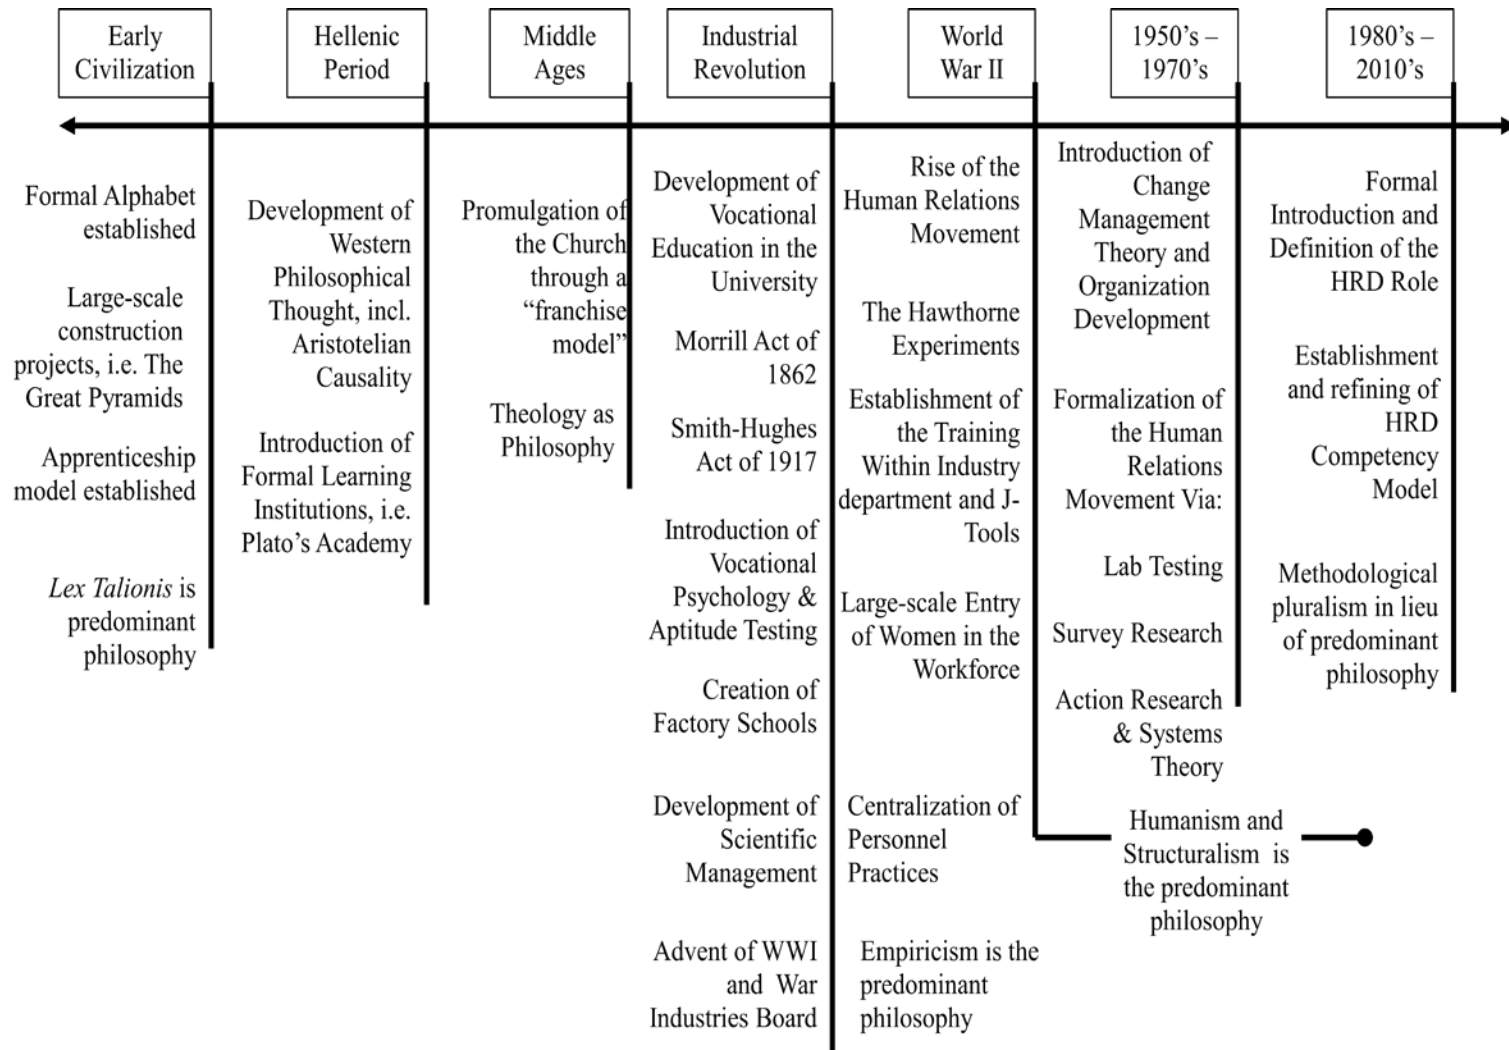 Early
Civilization
Hellenic
Period
Middle
Ages
Industrial
Revolution
World
War II
1950’s –
1970’s
1980’s –
2010’s
Formal Alphabet
established
Large-scale
construction
projects, i.e. The
Great Pyramids
Apprenticeship
model established
Lex Talionis is
predominant
philosophy
Development of
Western
Philosophical
Thought, incl.
Aristotelian
Causality
Introduction of
Formal Learning
Institutions, i.e.
Plato’s Academy
Promulgation of
the Church
through a
“franchise
model”
Theology as
Philosophy
Development of
Vocational
Education in the
University
Morrill Act of
1862
Smith-Hughes
Act of 1917
Introduction of
Vocational
Psychology &
Aptitude Testing
Creation of
Factory Schools
Development of
Scientific
Management
Advent of WWI
and War
Industries Board
Centralization of
Personnel
Practices
Empiricism is the
predominant
philosophy
Rise of the
Human Relations
Movement
The Hawthorne
Experiments
Establishment of
the Training
Within Industry
department and J-
Tools
Large-scale Entry
of Women in the
Workforce
Introduction of
Change
Management
Theory and
Organization
Development
Formalization of
the Human
Relations
Movement Via:
Lab Testing
Survey Research
Action Research
& Systems
Theory
Humanism and
Structuralism is
the predominant
philosophy
Formal
Introduction and
Definition of the
HRD Role
Establishment
and refining of
HRD
Competency
Model
Methodological
pluralism in lieu
of predominant
philosophy